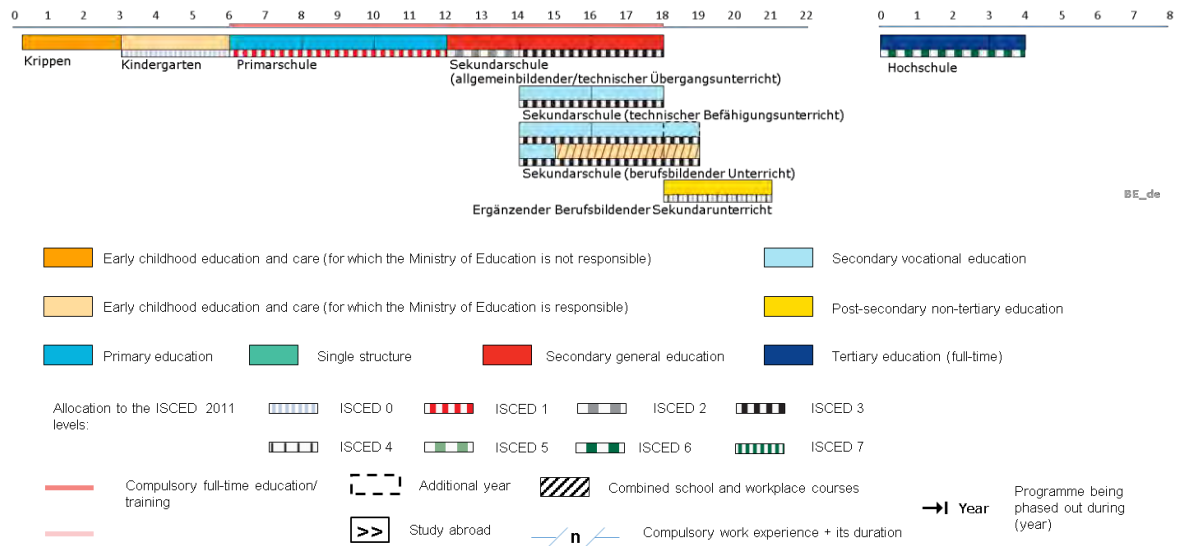 0 1 2 3 4 5 6 7 8 9 10 11 12 13 14 15 16 17 18 19 20 21 22 0 1 2 3 4 5 6 7 8
Krippen Kindergarten Primarschule Sekundarschule Hochschule
(allgemeinbildender/technischer Übergangsunterricht)
Sekundarschule (technischer Befähigungsunterricht)
Sekundarschule (berufsbildender Unterricht)
Ergänzender Berufsbildender Sekundarunterricht
BE_de
Early childhood education and care (for which the Ministry of Education is not responsible) Secondary vocational education
Early childhood education and care (for which the Ministry of Education is responsible) Post-secondary non-tertiary education
Primary education Single structure Secondary general education Tertiary education (full-time)
Allocation to the ISCED 2011 ISCED 0 ISCED 1 ISCED 2 ISCED 3
levels:
ISCED 4 ISCED 5 ISCED 6 ISCED 7
Compulsory full-time education/
training
Additional year Combined school and workplace courses
Year Programme being
phased out during
(year)
>> Study abroad n Compulsory work experience + its duration